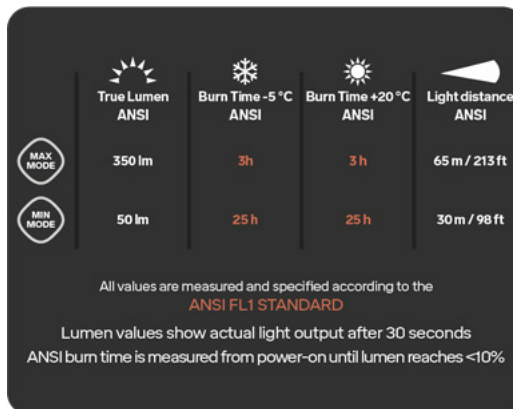 True Lumen Burn Time -5 °C Burn Time +20 °C Light distance
ANSI ANSI ANSI ANSI
MAX
MODE
350 lm 3h 3 h 65 m / 213 ft
MIN
MODE
50 lm 25 h 25 h 30 m / 98 ft
All values are measured and specified according to the
ANSI FL1 STANDARD
Lumen values show actual light output after 30 seconds
ANSI burn time is measured from power-on until lumen reaches <10%